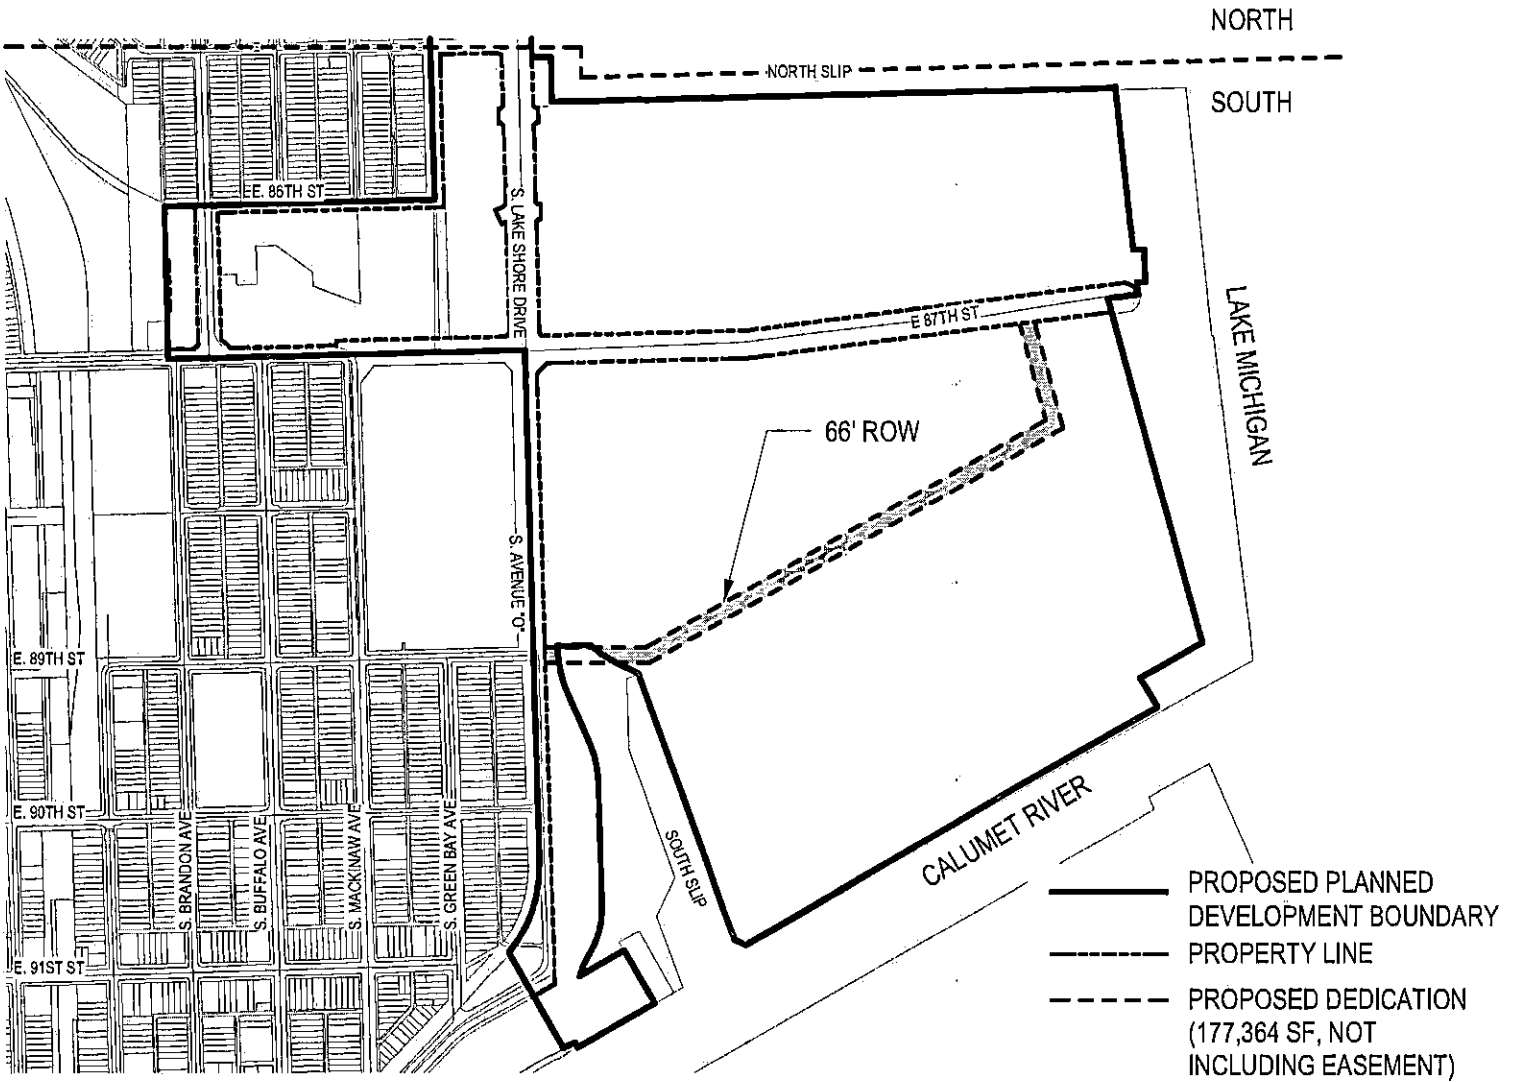 NORTH
NORTH SLIP
SOUTH
E. 86TH ST
S. LAKE SHORE DRIVE
E 87TH ST
LAKE MICHIGAN
66' ROW
S. AVENUE "O"
E. 89TH ST
E. 90TH ST
S. BRANDON AVE
S. BUFFALO AVE
S. MACKINAW AVE
S. GREEN BAY AVE
SOUTH SLIP
CALUMET RIVER
E. 91ST ST
PROPOSED PLANNED
DEVELOPMENT BOUNDARY
PROPERTY LINE
PROPOSED DEDICATION
(177,364 SF, NOT
INCLUDING EASEMENT)